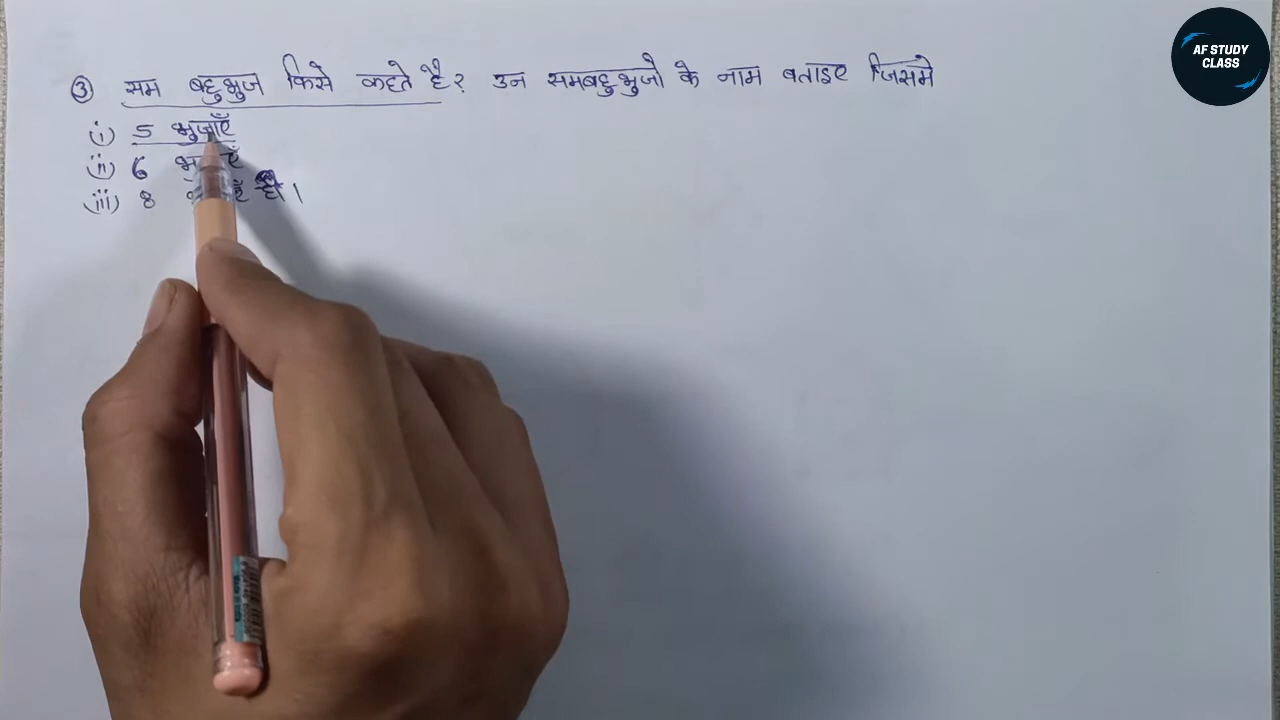 ③ सम बहुभुज किसे कहते है? उन समबहुभुजो के नाम बताइए जिसमे
(i) 5 भुजाएँ
(ii) 6
(iii) 8 हो।
AF STUDY
CLASS